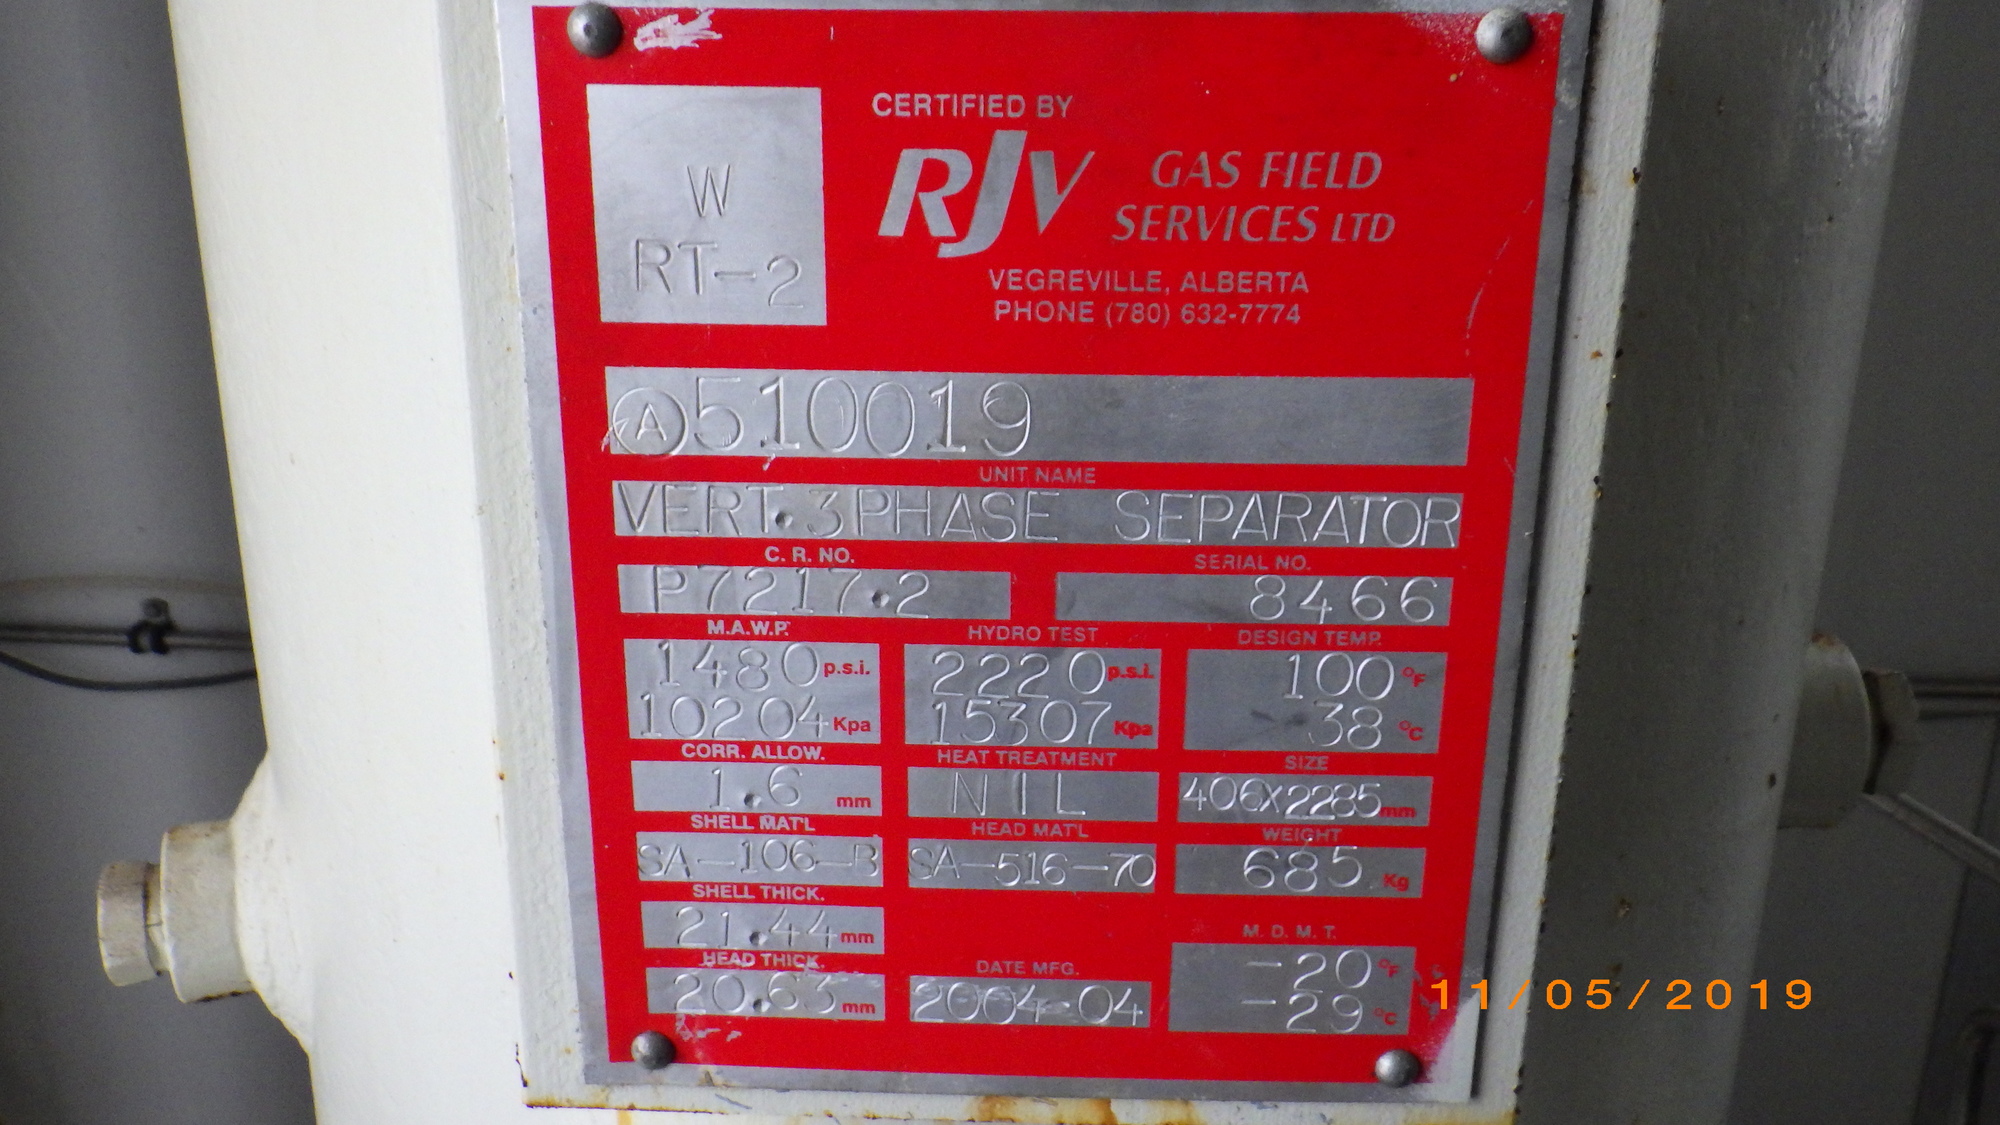 W
RT-2
CERTIFIED BY
RJV GAS FIELD
SERVICES LTD
VEGREVILLE, ALBERTA
PHONE (780) 632-7774
Ⓐ510019
UNIT NAME
VERT. 3PHASE SEPARATOR
C. R. NO. SERIAL NO.
P7217.2 8466
M.A.W.P. HYDRO TEST DESIGN TEMP.
1480 p.s.i. 2220 p.s.i. 100 °F
10204 Kpa 15307 Kpa 38 °C
CORR. ALLOW. HEAT TREATMENT SIZE
1.6 mm NIL 406X2285 mm
SHELL MAT'L HEAD MAT'L WEIGHT
SA-106-B SA-516-70 685 Kg
SHELL THICK.
21.44 mm
M. D. M. T.
HEAD THICK. DATE MFG. -20 °F
20.63 mm 2004-04 -29 °C
11/05/2019